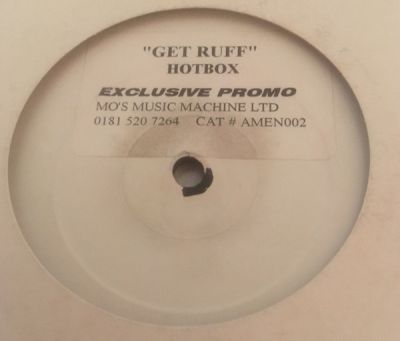 "GET RUFF"
HOTBOX
EXCLUSIVE PROMO
MO'S MUSIC MACHINE LTD
0181 520 7264 CAT # AMEN002